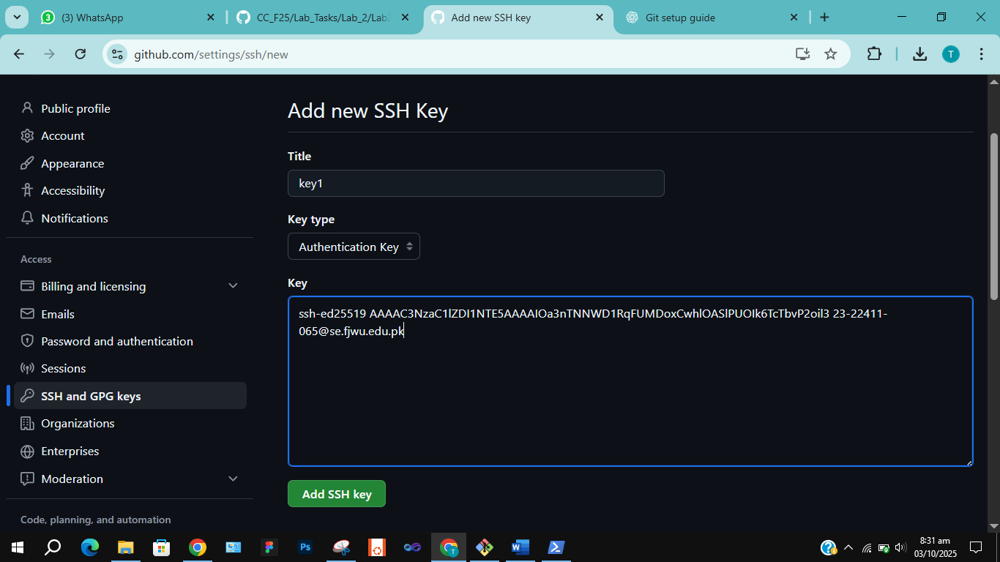 (3) WhatsApp
CC_F25/Lab_Tasks/Lab_2/Lab
Add new SSH key
Git setup guide
github.com/settings/ssh/new
T
Public profile
Account
Appearance
Accessibility
Notifications
Access
Billing and licensing
Emails
Password and authentication
Sessions
SSH and GPG keys
Organizations
Enterprises
Moderation
Code, planning, and automation
Add new SSH Key
Title
key1
Key type
Authentication Key
Key
ssh-ed25519 AAAAC3NzaC1lZDI1NTE5AAAAIOa3nTNNWD1RqFUMDoxCwhlOASlPUOIk6TcTbvP2oil3 23-22411-
065@se.fjwu.edu.pk
Add SSH key
8:31 am
03/10/2025